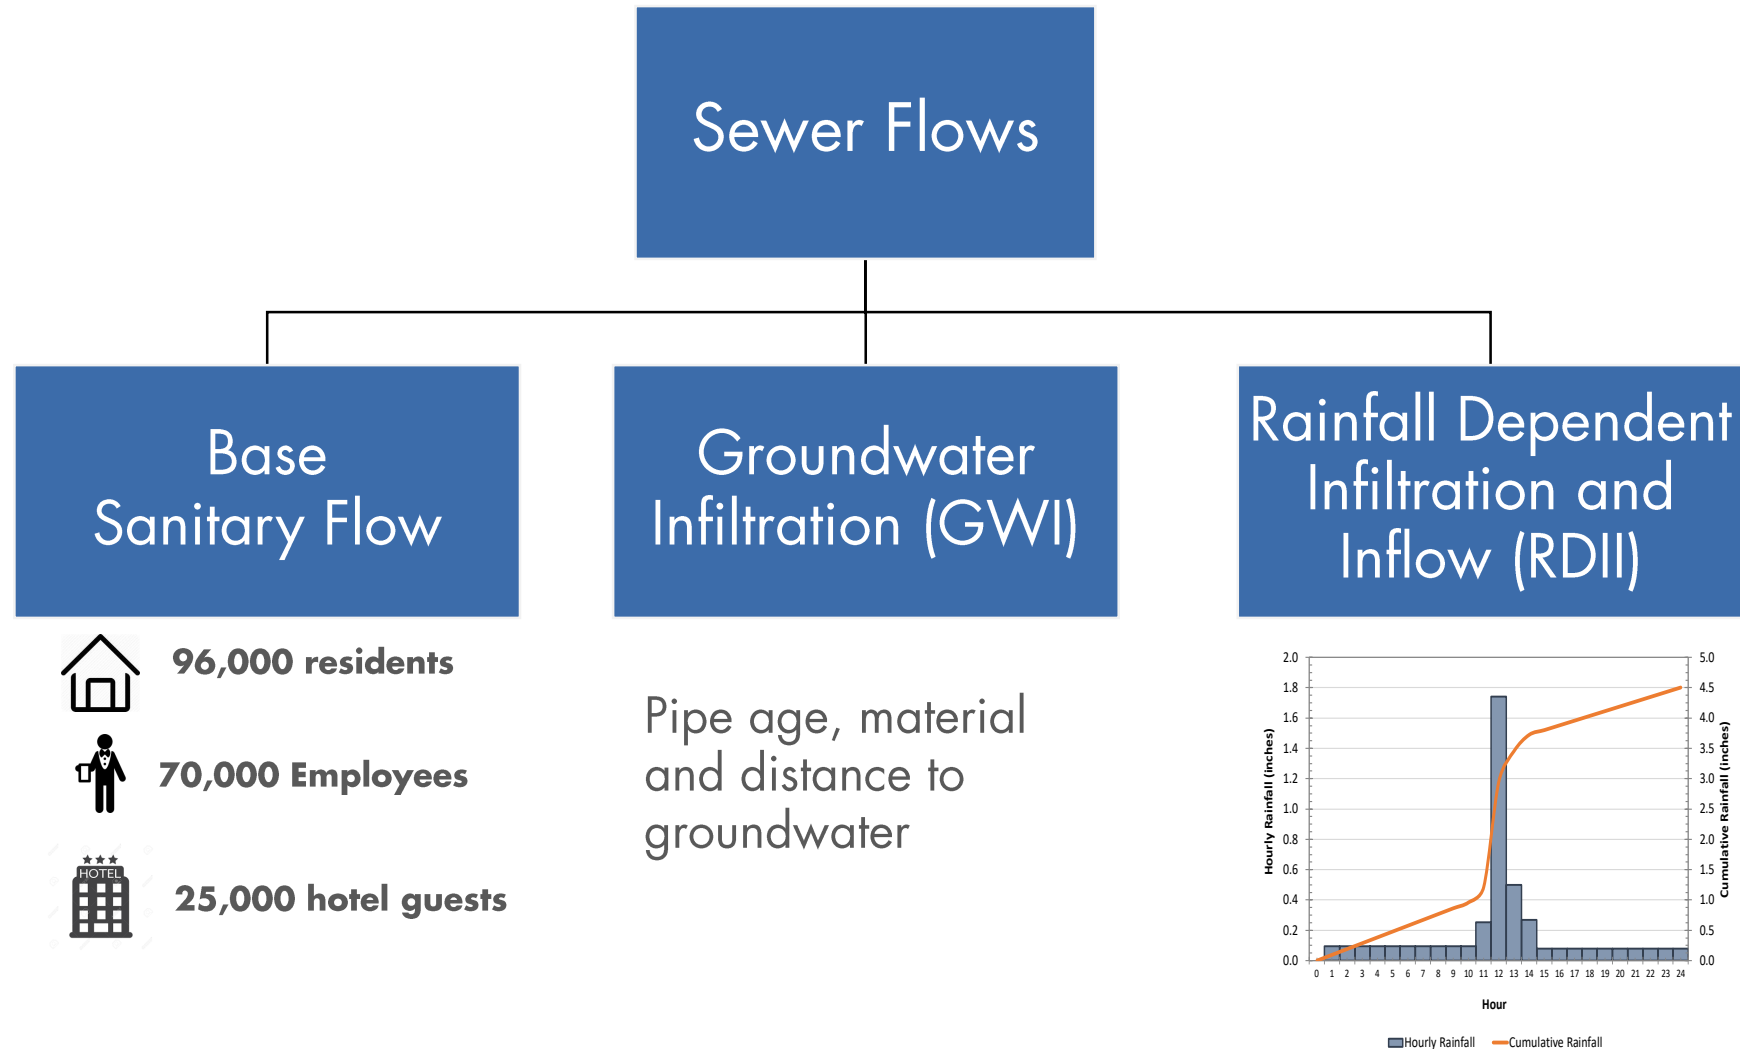 Sewer Flows
Base
Sanitary Flow
Groundwater
Infiltration (GWI)
Rainfall Dependent
Infiltration and
Inflow (RDII)
96,000 residents
70,000 Employees
HOTEL
25,000 hotel guests
Pipe age, material
and distance to
groundwater
Hourly Rainfall (inches)
2.0
1.8
1.6
1.4
1.2
1.0
0.8
0.6
0.4
0.2
0.0
5.0
4.5
4.0
3.5
3.0
2.5
2.0
1.5
1.0
0.5
0.0
Cumulative Rainfall (inches)
0 1 2 3 4 5 6 7 8 9 10 11 12 13 14 15 16 17 18 19 20 21 22 23 24
Hour
Hourly Rainfall Cumulative Rainfall